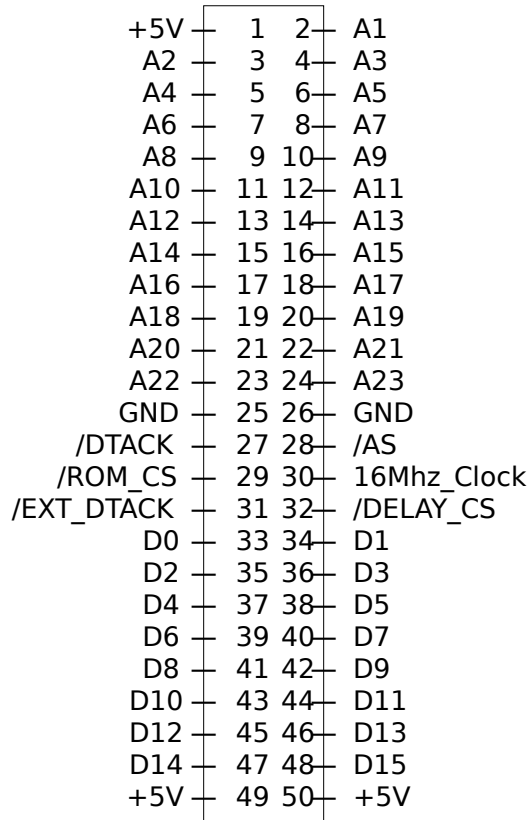 +5V 1 2 A1
A2 3 4 A3
A4 5 6 A5
A6 7 8 A7
A8 9 10 A9
A10 11 12 A11
A12 13 14 A13
A14 15 16 A15
A16 17 18 A17
A18 19 20 A19
A20 21 22 A21
A22 23 24 A23
GND 25 26 GND
/DTACK 27 28 /AS
/ROM_CS 29 30 16Mhz_Clock
/EXT_DTACK 31 32 /DELAY_CS
D0 33 34 D1
D2 35 36 D3
D4 37 38 D5
D6 39 40 D7
D8 41 42 D9
D10 43 44 D11
D12 45 46 D13
D14 47 48 D15
+5V 49 50 +5V